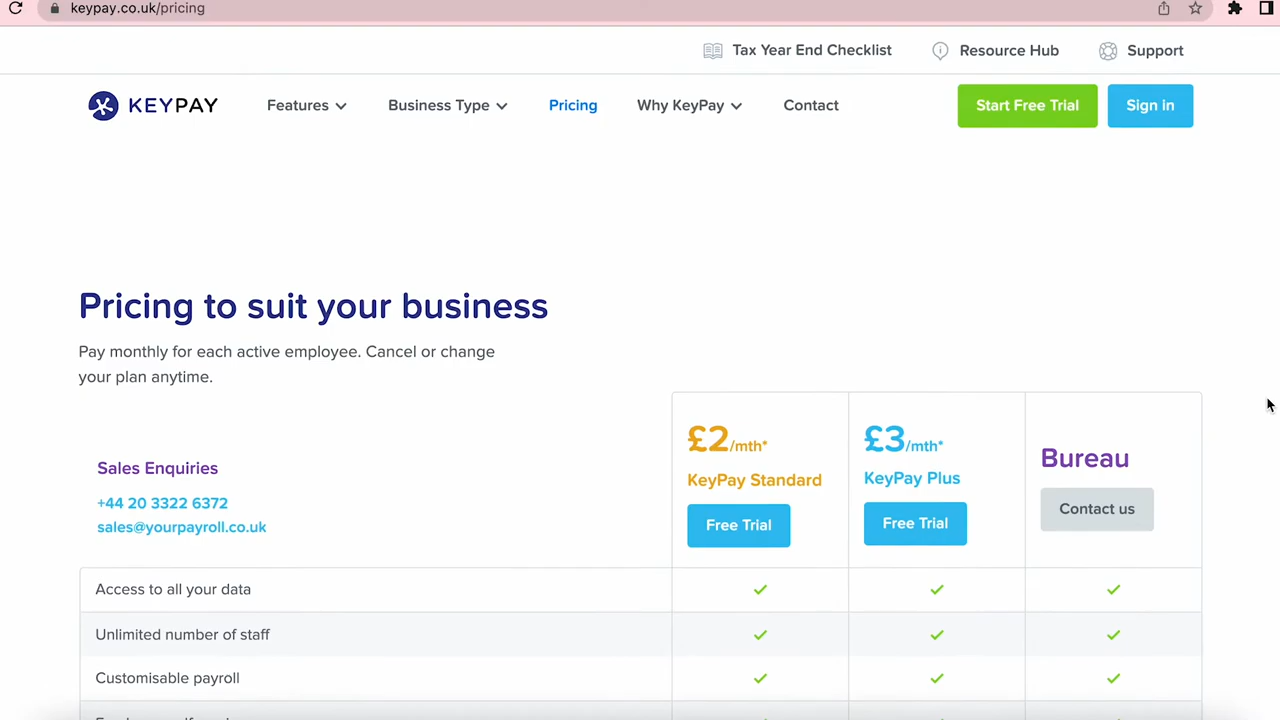 keypay.co.uk/pricing
Tax Year End Checklist
Resource Hub
Support
KEYPAY
Features
Business Type
Pricing
Why KeyPay
Contact
Start Free Trial
Sign in
Pricing to suit your business
Pay monthly for each active employee. Cancel or change
your plan anytime.
Sales Enquiries
+44 20 3322 6372
sales@yourpayroll.co.uk
£2/mth*
KeyPay Standard
Free Trial
£3/mth*
KeyPay Plus
Free Trial
Bureau
Contact us
Access to all your data
Unlimited number of staff
Customisable payroll